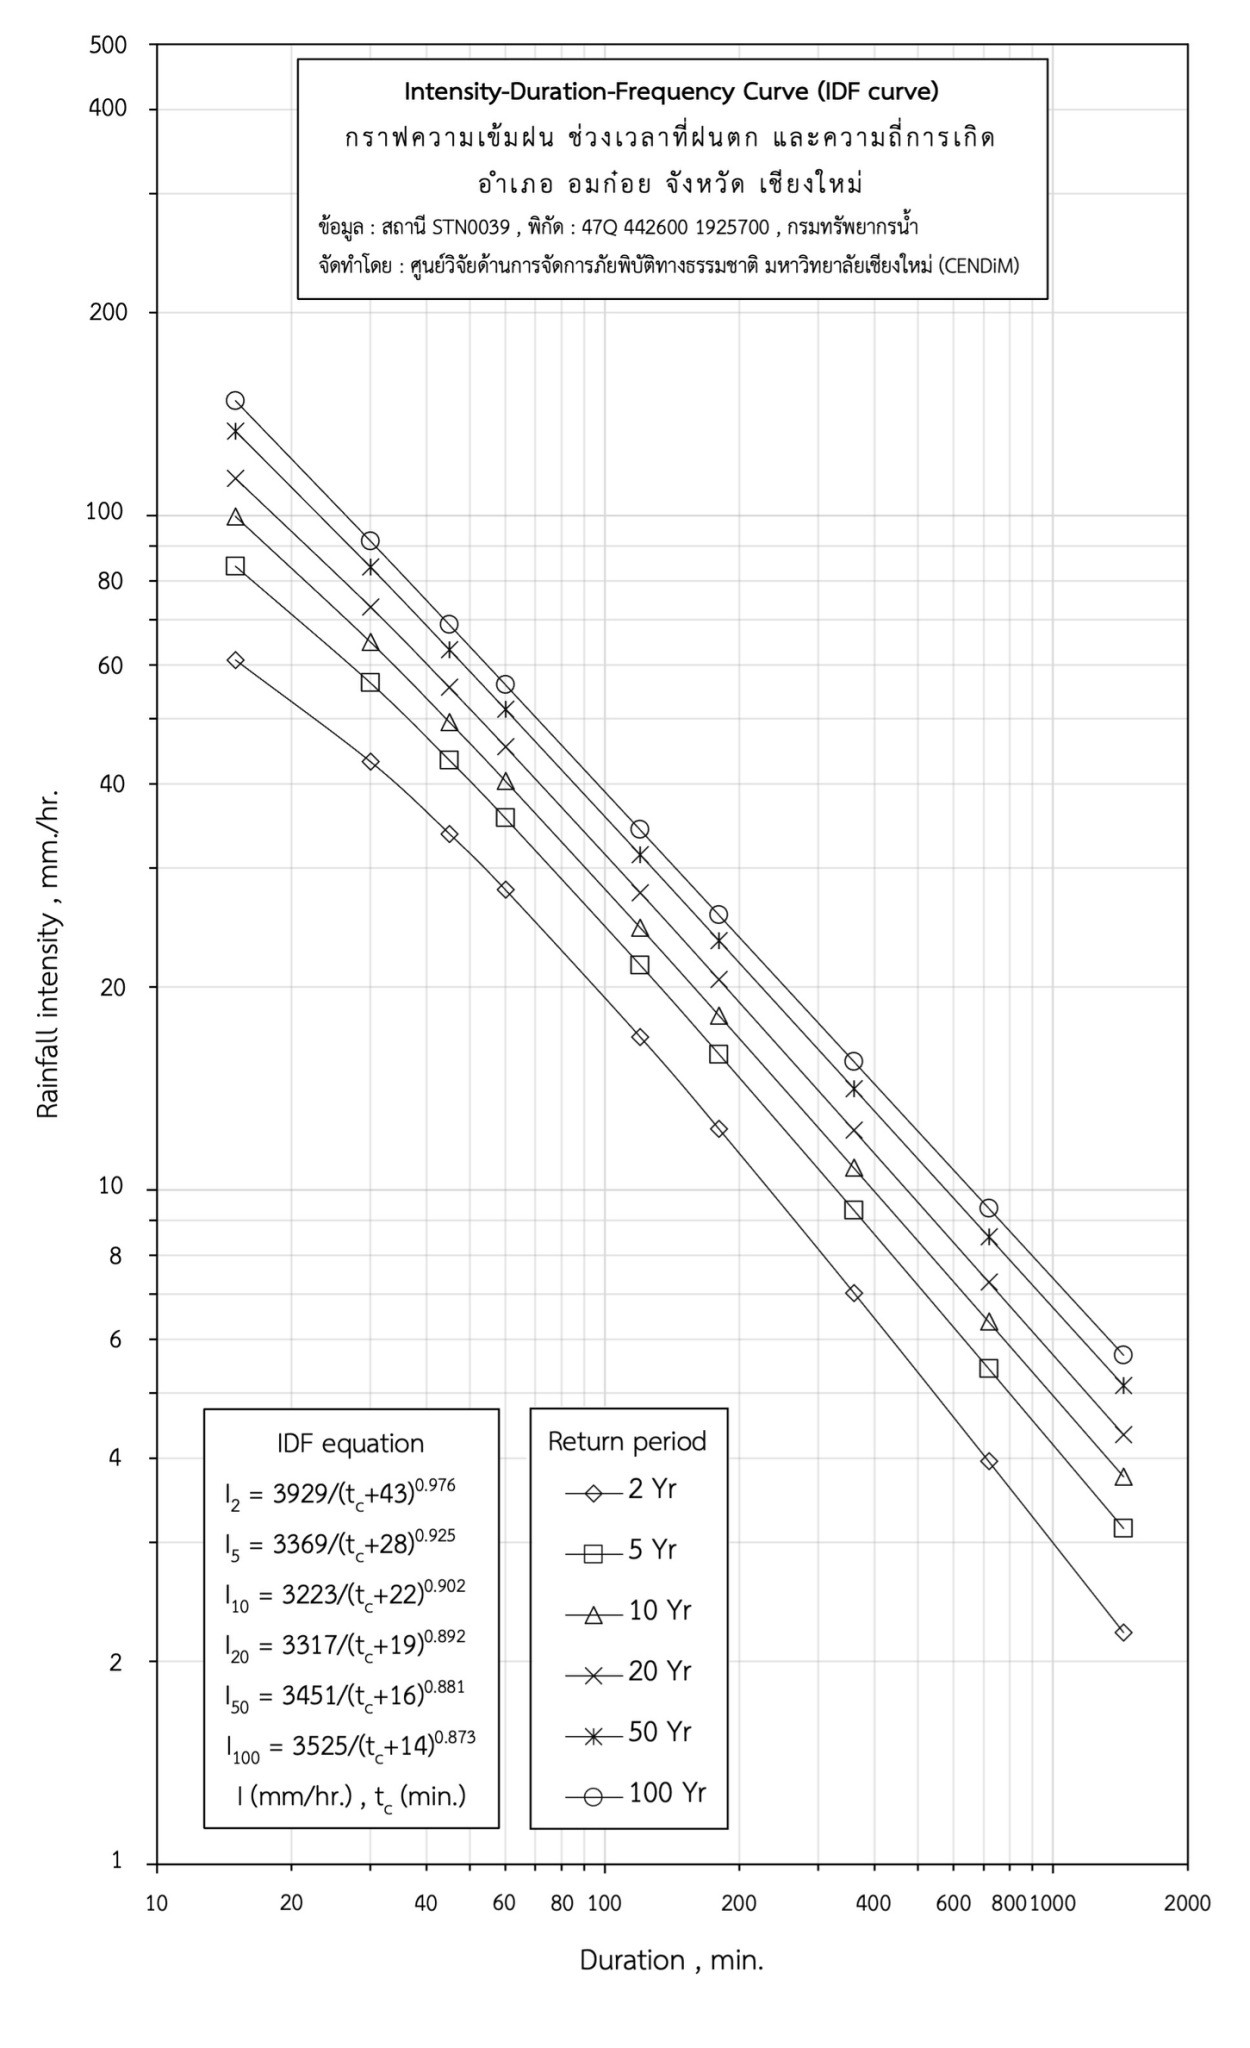 Intensity-Duration-Frequency Curve (IDF curve)
กราฟความเข้มฝน ช่วงเวลาที่ฝนตก และความถี่การเกิด
อำเภอ อมก๋อย จังหวัด เชียงใหม่
ข้อมูล : สถานี STN0039 , พิกัด : 47Q 442600 1925700 , กรมทรัพยากรน้ำ
จัดทำโดย : ศูนย์วิจัยด้านการจัดการภัยพิบัติทางธรรมชาติ มหาวิทยาลัยเชียงใหม่ (CENDiM)
500
400
200
100
80
60
40
20
10
8
6
4
2
1
Rainfall intensity , mm./hr.
IDF equation
I₂ = 3929/(t꜀+43)⁰·⁹⁷⁶
I₅ = 3369/(t꜀+28)⁰·⁹²⁵
I₁₀ = 3223/(t꜀+22)⁰·⁹⁰²
I₂₀ = 3317/(t꜀+19)⁰·⁸⁹²
I₅₀ = 3451/(t꜀+16)⁰·⁸⁸¹
I₁₀₀ = 3525/(t꜀+14)⁰·⁸⁷³
I (mm/hr.) , t꜀ (min.)
Return period
2 Yr
5 Yr
10 Yr
20 Yr
50 Yr
100 Yr
10 20 40 60 80 100 200 400 600 800 1000 2000
Duration , min.